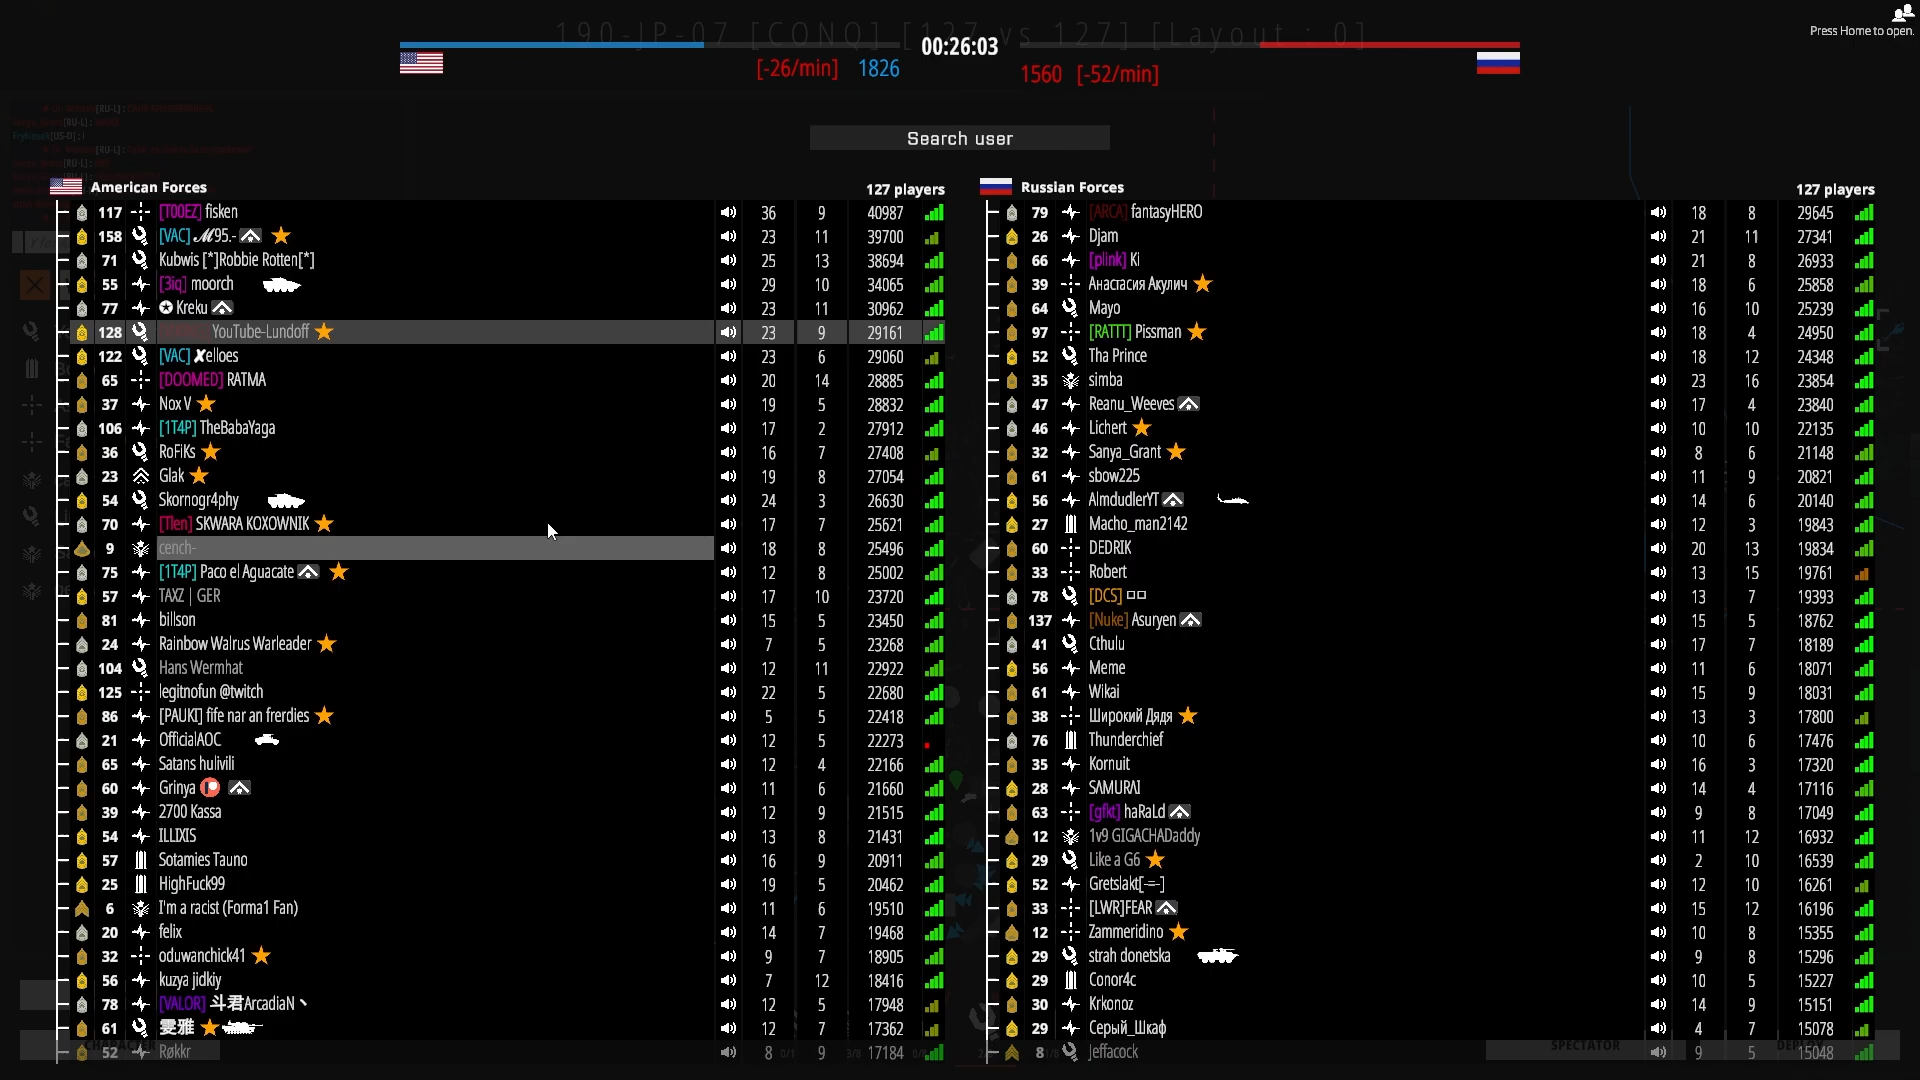 190-JP-07 [CONQ] [127 vs 127] [Layout : 0]
Press Home to open.
00:26:03
[-26/min] 1826
1560 [-52/min]
Search user
American Forces 127 players
117 [T00EZ] fisken 36 9 40987
158 [VAC] ℳ95.- 23 11 39700
71 Kubwis [*]Robbie Rotten[*] 25 13 38694
55 [3iq] moorch 29 10 34065
77 ✪ Kreku 23 11 30962
128 YouTube-Lundoff 23 9 29161
122 [VAC] ✘elloes 23 6 29060
65 [DOOMED] RATMA 20 14 28885
37 Nox V 19 5 28832
106 [1T4P] TheBabaYaga 17 2 27912
36 RoFiKs 16 7 27408
23 Glak 19 8 27054
54 Skornogr4phy 24 3 26630
70 [Tlen] SKWARA KOXOWNIK 17 7 25621
9 cench- 18 8 25496
75 [1T4P] Paco el Aguacate 12 8 25002
57 TAXZ | GER 17 10 23720
81 billson 15 5 23450
24 Rainbow Walrus Warleader 7 5 23268
104 Hans Wermhat 12 11 22922
125 legitnofun @twitch 22 5 22680
86 [PAUKI] fife nar an frerdies 5 5 22418
21 OfficialAOC 12 5 22273
65 Satans hulivili 12 4 22166
60 Grinya 11 6 21660
39 2700 Kassa 12 9 21515
54 ILLIXIS 13 8 21431
57 Sotamies Tauno 16 9 20911
25 HighFuck99 19 5 20462
6 I'm a racist (Forma1 Fan) 11 6 19510
20 felix 14 7 19468
32 oduwanchick41 9 7 18905
56 kuzya jidkiy 7 12 18416
78 [VALOR] 斗君ArcadiaN丶 12 5 17948
61 雯雅 12 7 17362
52 Røkkr 8 9 17184
Russian Forces 127 players
79 [ARCA] fantasyHERO 18 8 29645
26 Djam 21 11 27341
66 [plink] Ki 21 8 26933
39 Анастасия Акулич 18 6 25858
64 Mayo 16 10 25239
97 [RATTT] Pissman 18 4 24950
52 Tha Prince 18 12 24348
35 simba 23 16 23854
47 Reanu_Weeves 17 4 23840
46 Lichert 10 10 22135
32 Sanya_Grant 8 6 21148
61 sbow225 11 9 20821
56 AlmdudlerYT 14 6 20140
27 Macho_man2142 12 3 19843
60 DEDRIK 20 13 19834
33 Robert 13 15 19761
78 [DCS] □□ 13 7 19393
137 [Nuke] Asuryen 15 5 18762
41 Cthulu 17 7 18189
56 Meme 11 6 18071
61 Wikai 15 9 18031
38 Широкий Дядя 13 3 17800
76 Thunderchief 10 6 17476
35 Kornuit 16 3 17320
28 SAMURAI 14 4 17116
63 [gfkt] haRaLd 9 8 17049
12 1v9 GIGACHADaddy 11 12 16932
29 Like a G6 2 10 16539
52 Gretslakt[-=-] 12 10 16261
33 [LWR]FEAR 15 12 16196
12 Zammeridino 10 8 15355
29 strah donetska 9 8 15296
29 Conor4c 10 5 15227
30 Krkonoz 14 9 15151
29 Серый_Шкаф 4 7 15078
8 Jeffacock 9 5 15048
SPECTATOR